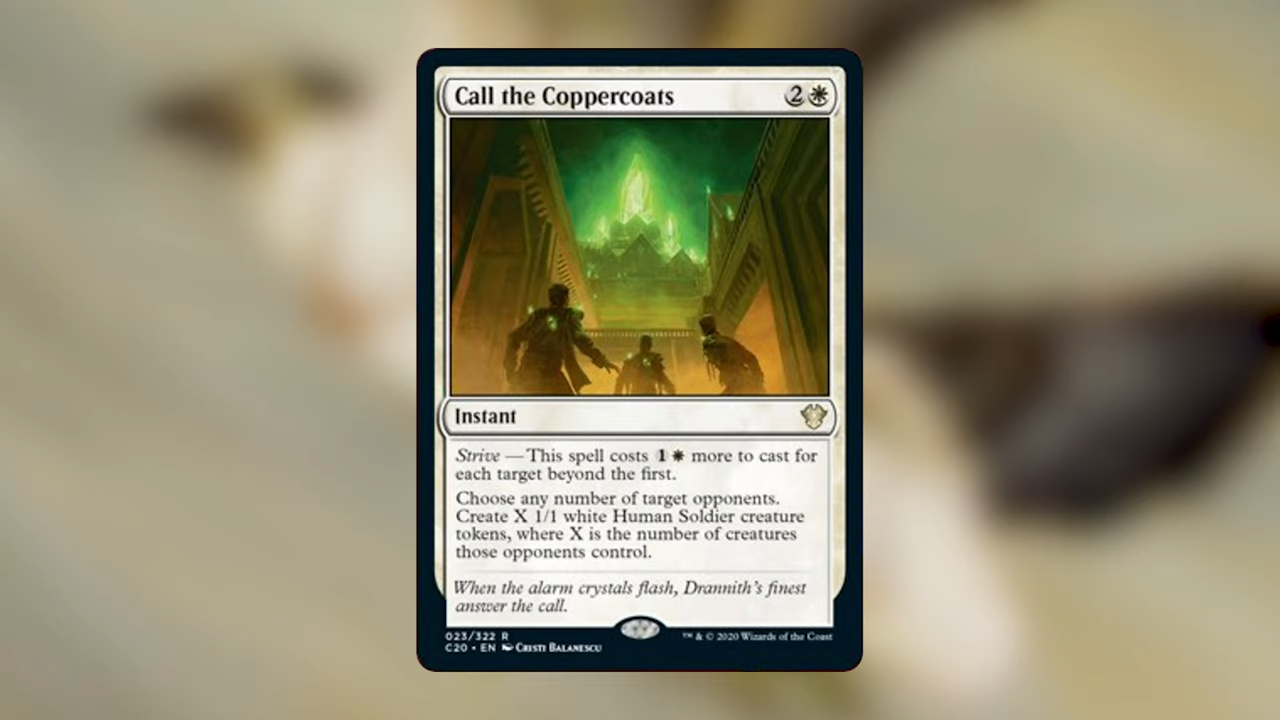 Call the Coppercoats 2
Instant
Strive — This spell costs 1 more to cast for
each target beyond the first.
Choose any number of target opponents.
Create X 1/1 white Human Soldier creature
tokens, where X is the number of creatures
those opponents control.
When the alarm crystals flash, Drannith's finest
answer the call.
023/322 R
™ & © 2020 Wizards of the Coast
C20 • EN Cristi Balanescu